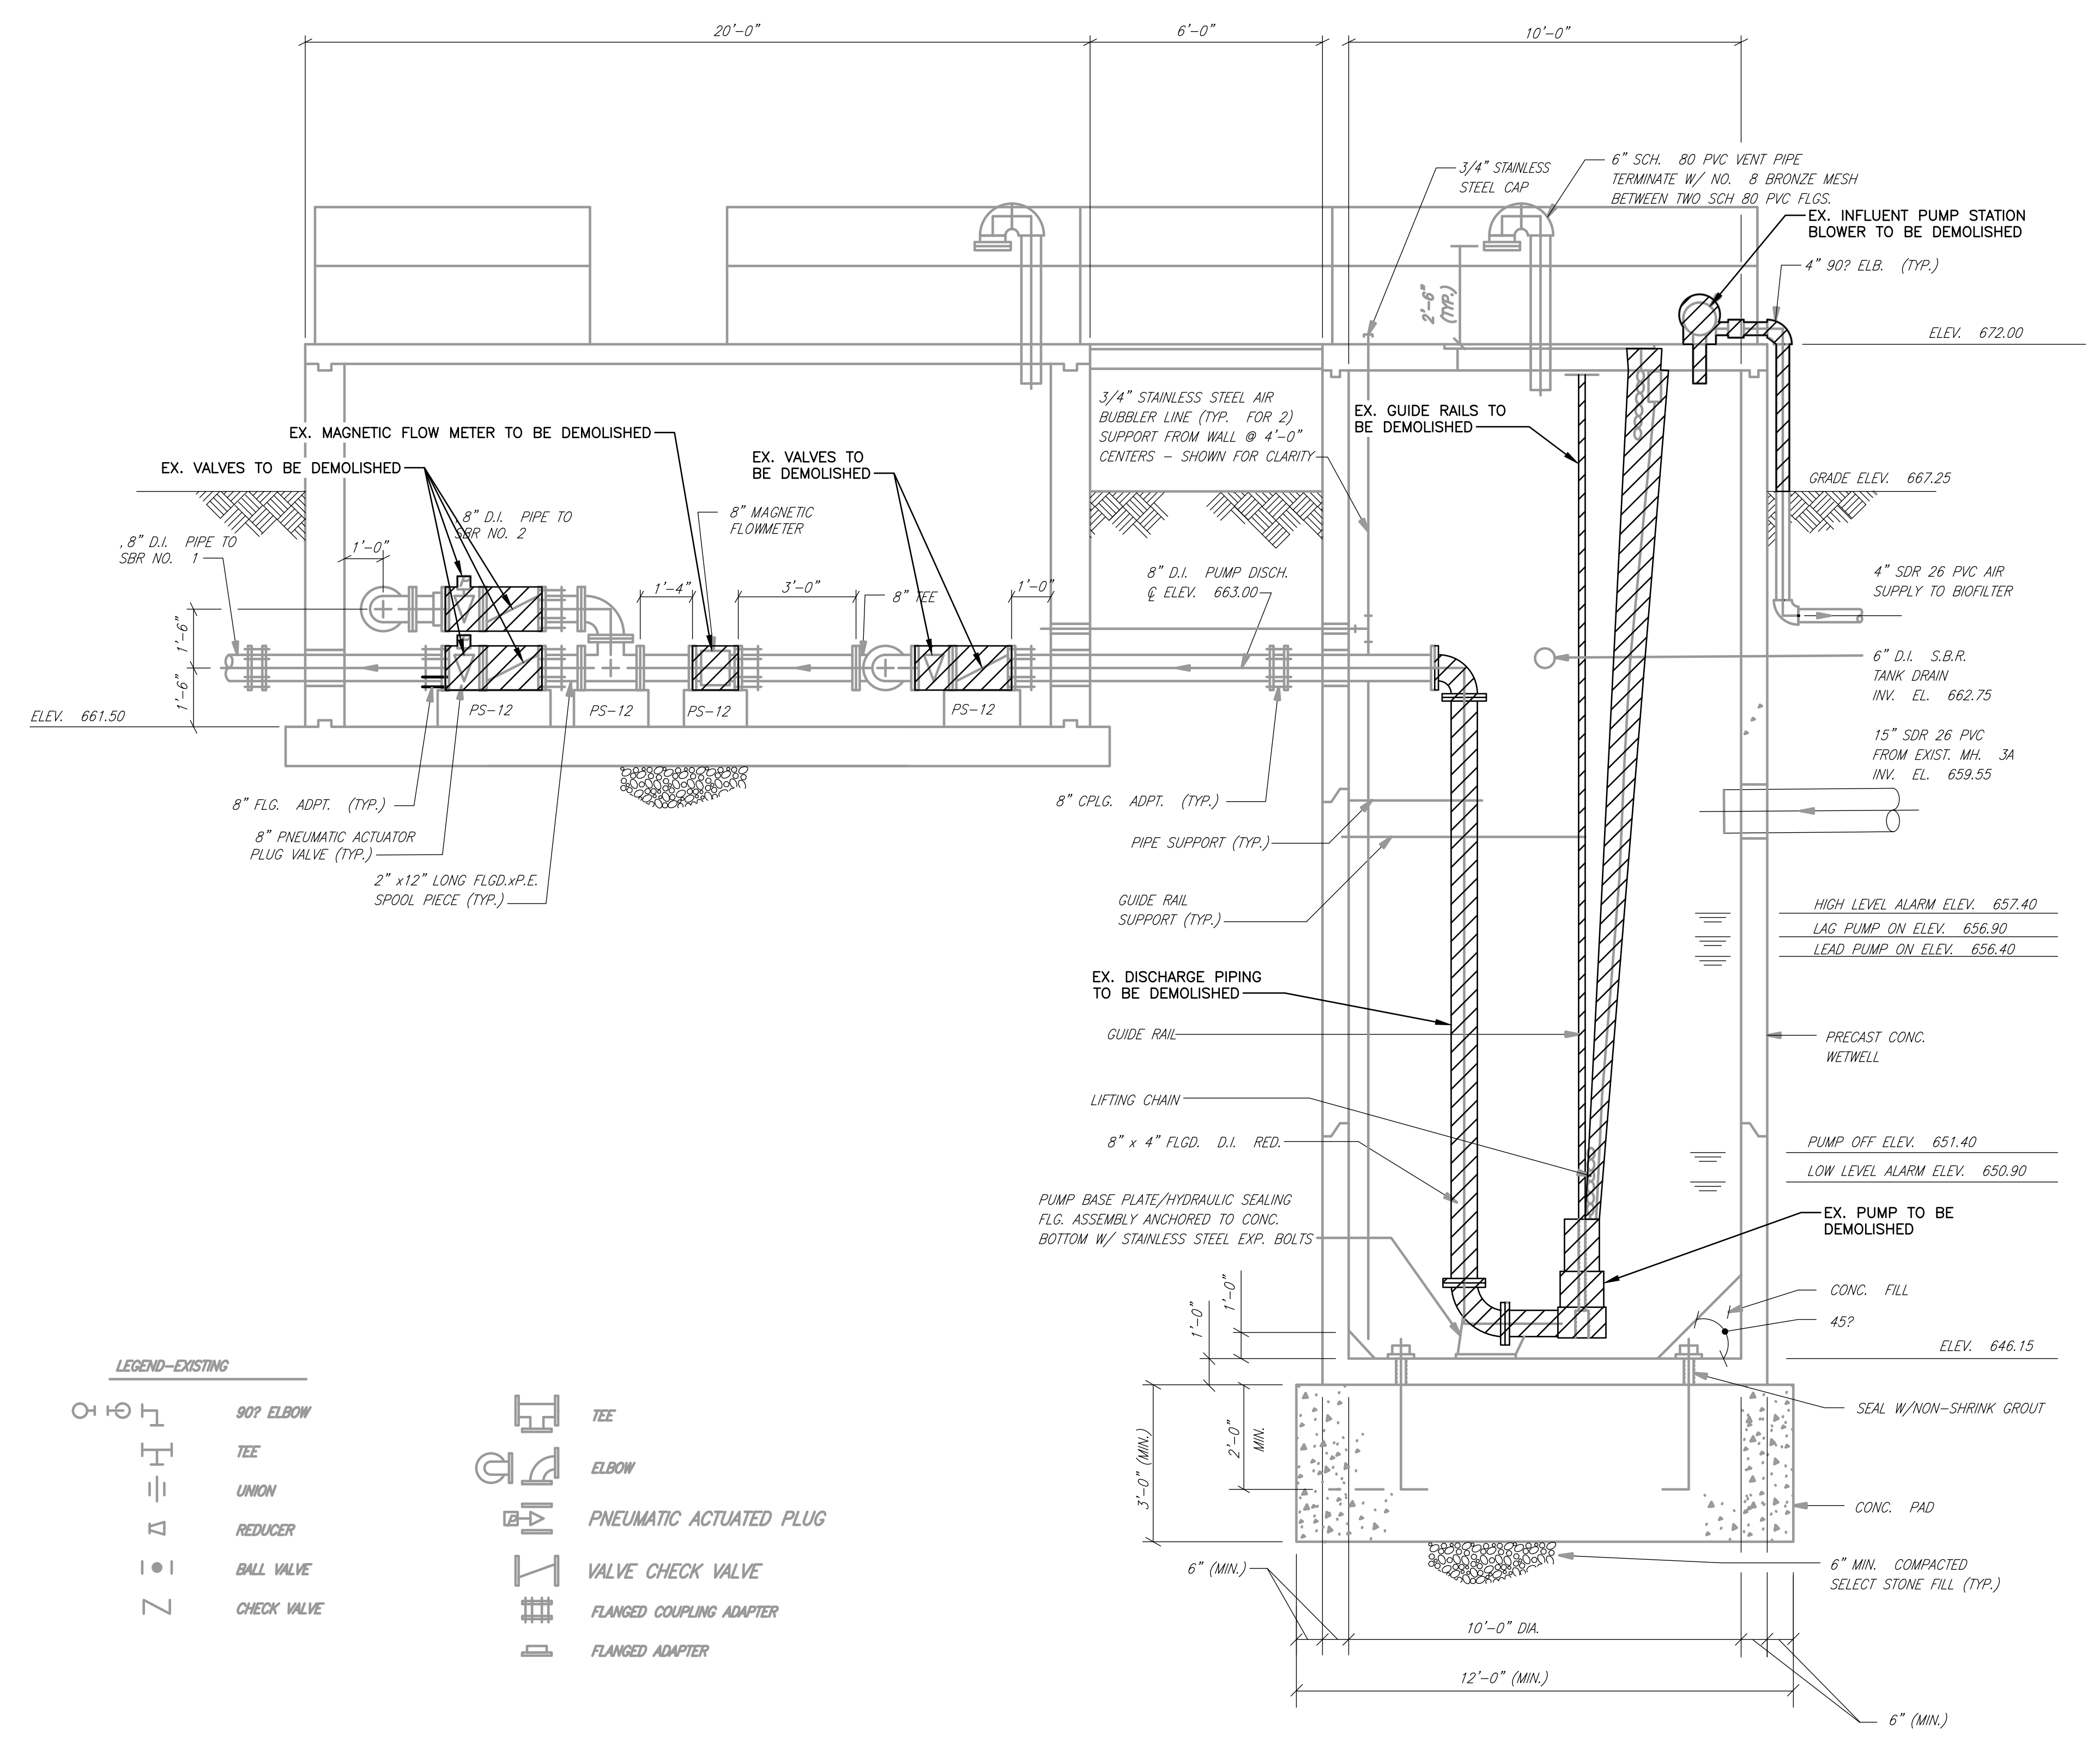 20'-0"
6'-0"
10'-0"
3/4" STAINLESS
STEEL CAP
6" SCH. 80 PVC VENT PIPE
TERMINATE W/ NO. 8 BRONZE MESH
BETWEEN TWO SCH 80 PVC FLGS.
EX. INFLUENT PUMP STATION
BLOWER TO BE DEMOLISHED
4" 90? ELB. (TYP.)
2'-6"
(TYP.)
ELEV. 672.00
3/4" STAINLESS STEEL AIR
BUBBLER LINE (TYP. FOR 2)
SUPPORT FROM WALL @ 4'-0"
CENTERS - SHOWN FOR CLARITY
EX. GUIDE RAILS TO
BE DEMOLISHED
EX. MAGNETIC FLOW METER TO BE DEMOLISHED
EX. VALVES TO BE DEMOLISHED
EX. VALVES TO
BE DEMOLISHED
GRADE ELEV. 667.25
,8" D.I. PIPE TO
SBR NO. 2
8" MAGNETIC
FLOWMETER
,8" D.I. PIPE TO
SBR NO. 1
1'-0"
1'-4"
3'-0"
8" TEE
1'-0"
8" D.I. PUMP DISCH.
℄ ELEV. 663.00
4" SDR 26 PVC AIR
SUPPLY TO BIOFILTER
1'-6"
1'-6"
6" D.I. S.B.R.
TANK DRAIN
INV. EL. 662.75
ELEV. 661.50
PS-12
PS-12
PS-12
PS-12
15" SDR 26 PVC
FROM EXIST. MH. 3A
INV. EL. 659.55
8" FLG. ADPT. (TYP.)
8" CPLG. ADPT. (TYP.)
8" PNEUMATIC ACTUATOR
PLUG VALVE (TYP.)
PIPE SUPPORT (TYP.)
2" x12" LONG FLGD.xP.E.
SPOOL PIECE (TYP.)
GUIDE RAIL
SUPPORT (TYP.)
HIGH LEVEL ALARM ELEV. 657.40
LAG PUMP ON ELEV. 656.90
LEAD PUMP ON ELEV. 656.40
EX. DISCHARGE PIPING
TO BE DEMOLISHED
GUIDE RAIL
PRECAST CONC.
WETWELL
LIFTING CHAIN
8" x 4" FLGD. D.I. RED.
PUMP OFF ELEV. 651.40
LOW LEVEL ALARM ELEV. 650.90
PUMP BASE PLATE/HYDRAULIC SEALING
FLG. ASSEMBLY ANCHORED TO CONC.
BOTTOM W/ STAINLESS STEEL EXP. BOLTS
EX. PUMP TO BE
DEMOLISHED
1'-0"
1'-0"
CONC. FILL
45?
ELEV. 646.15
SEAL W/NON-SHRINK GROUT
3'-0" (MIN.)
2'-0"
MIN.
CONC. PAD
6" (MIN.)
6" MIN. COMPACTED
SELECT STONE FILL (TYP.)
10'-0" DIA.
12'-0" (MIN.)
6" (MIN.)
LEGEND-EXISTING
90? ELBOW
TEE
UNION
REDUCER
BALL VALVE
CHECK VALVE
TEE
ELBOW
PNEUMATIC ACTUATED PLUG
VALVE CHECK VALVE
FLANGED COUPLING ADAPTER
FLANGED ADAPTER